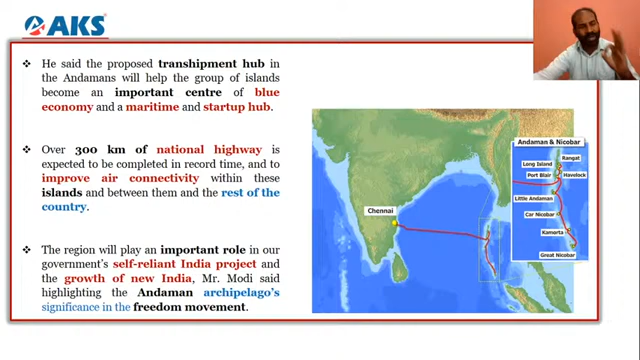 AKS
❖ He said the proposed transhipment hub in
the Andamans will help the group of islands
become an important centre of blue
economy and a maritime and startup hub.
❖ Over 300 km of national highway is
expected to be completed in record time, and to
improve air connectivity within these
islands and between them and the rest of the
country.
❖ The region will play an important role in our
government's self-reliant India project and
the growth of new India, Mr. Modi said
highlighting the Andaman archipelago's
significance in the freedom movement.
Chennai
Andaman & Nicobar
Rangat
Long Island
Port Blair
Havelock
Little Andaman
Car Nicobar
Kamorta
Great Nicobar